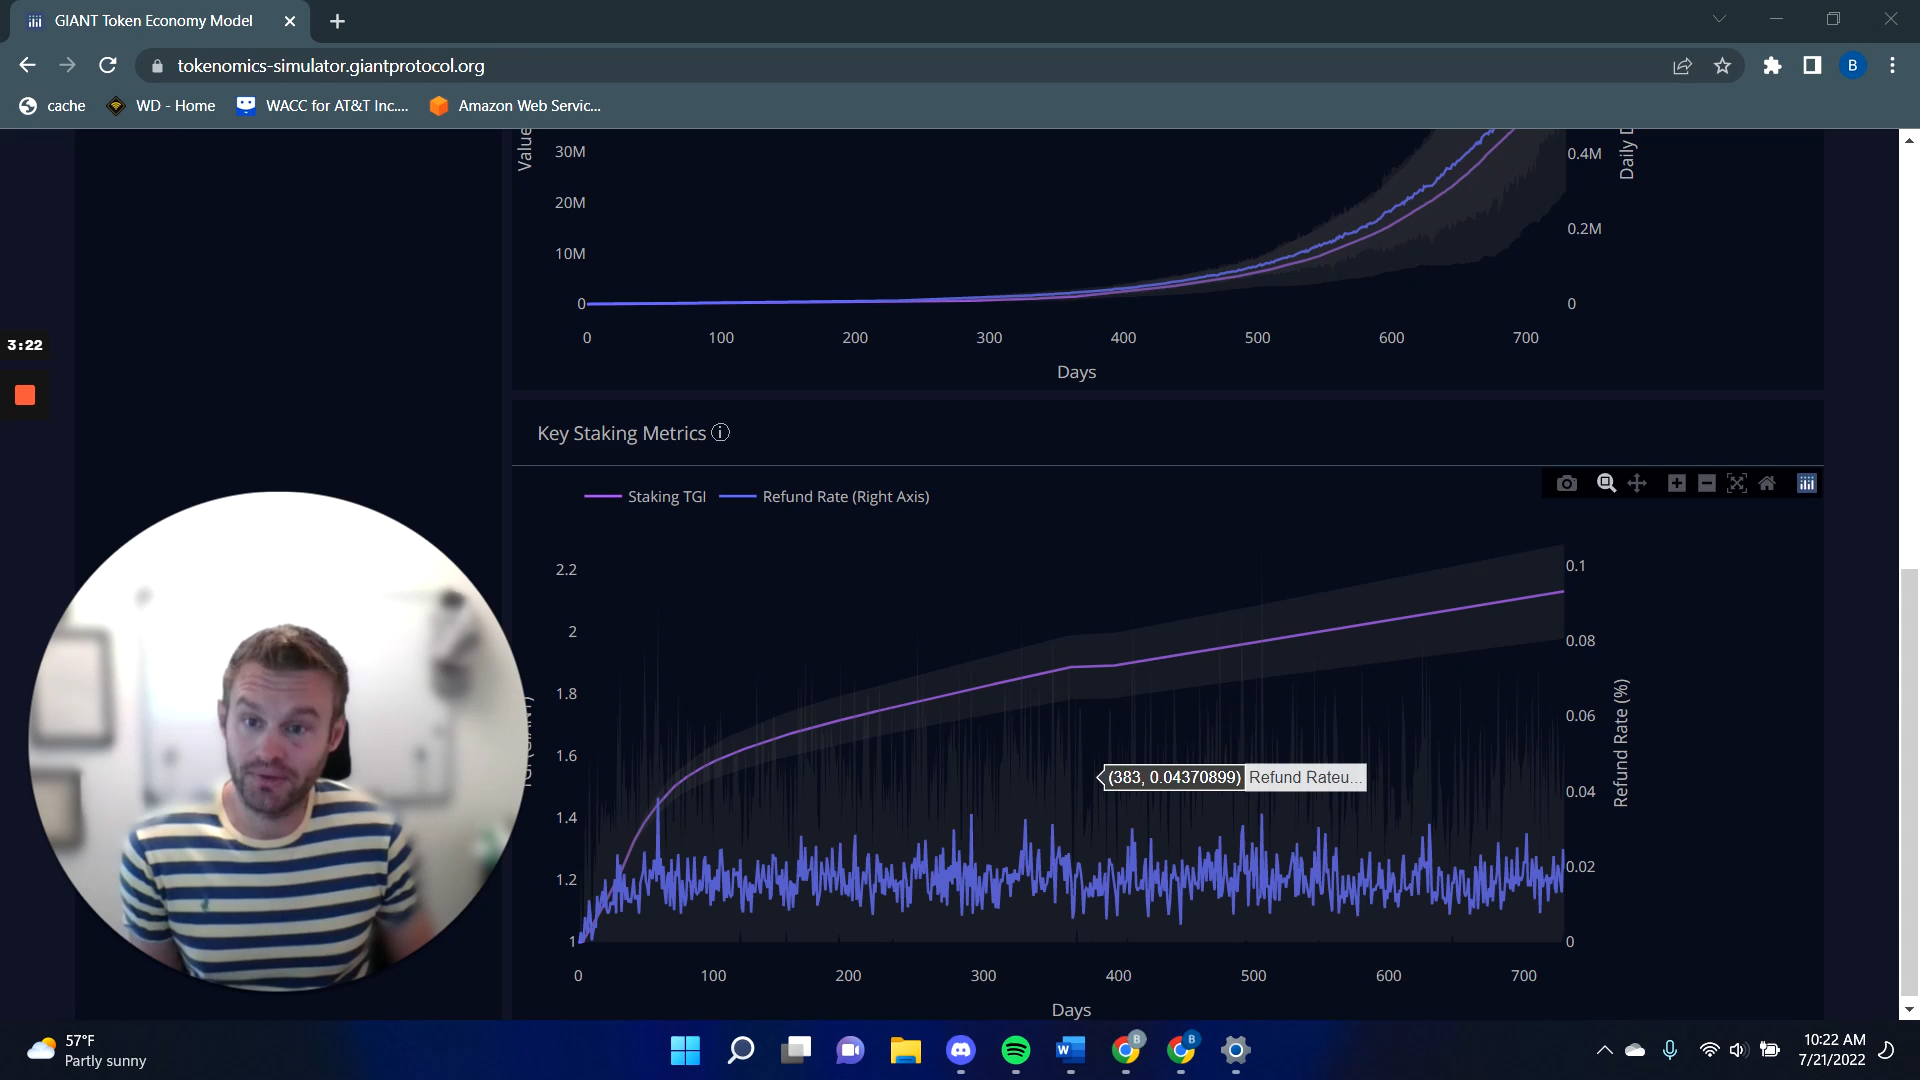 GIANT Token Economy Model
tokenomics-simulator.giantprotocol.org
B
cache
WD - Home
WACC for AT&T Inc....
Amazon Web Servic...
Value
30M
20M
10M
0
0.4M
0.2M
0
Daily
0 100 200 300 400 500 600 700
Days
3:22
Key Staking Metrics
Staking TGI
Refund Rate (Right Axis)
2.2
2
1.8
1.6
1.4
1.2
1
0.1
0.08
0.06
0.04
0.02
0
Refund Rate (%)
(383, 0.04370899) Refund Rateu...
0 100 200 300 400 500 600 700
Days
57°F
Partly sunny
W
B
B
10:22 AM
7/21/2022